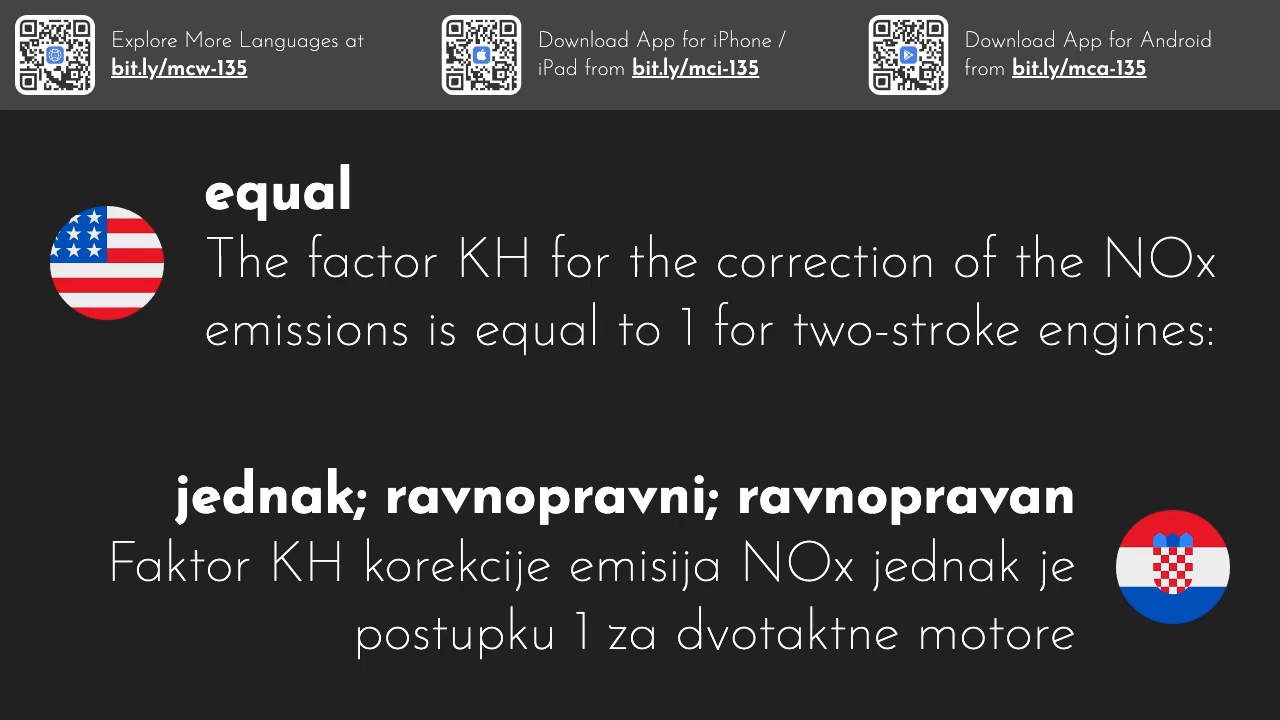 Explore More Languages at
bit.ly/mcw-135
Download App for iPhone /
iPad from bit.ly/mci-135
Download App for Android
from bit.ly/mca-135
equal
The factor KH for the correction of the NOx
emissions is equal to 1 for two-stroke engines:
jednak; ravnopravni; ravnopravan
Faktor KH korekcije emisija NOx jednak je
postupku 1 za dvotaktne motore